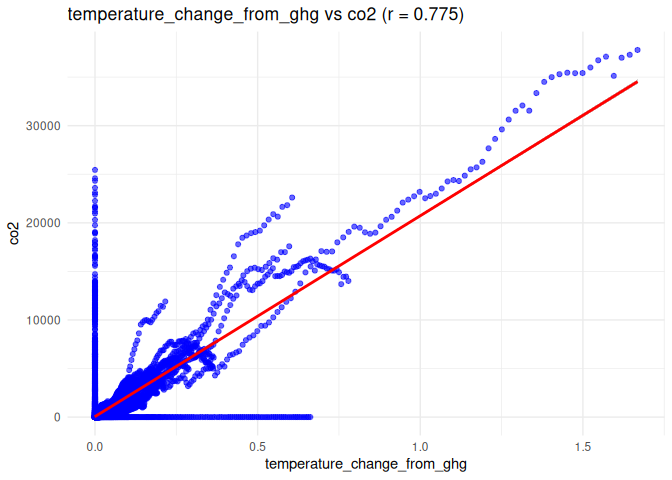 temperature_change_from_ghg vs co2 (r = 0.775)
co2
30000
20000
10000
0
0.0 0.5 1.0 1.5
temperature_change_from_ghg